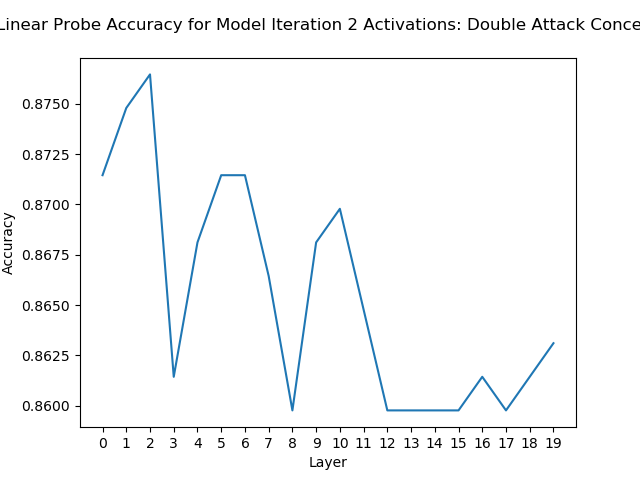 Linear Probe Accuracy for Model Iteration 2 Activations: Double Attack Conce
0.8750
0.8725
0.8700
0.8675
0.8650
0.8625
0.8600
Accuracy
0 1 2 3 4 5 6 7 8 9 10 11 12 13 14 15 16 17 18 19
Layer